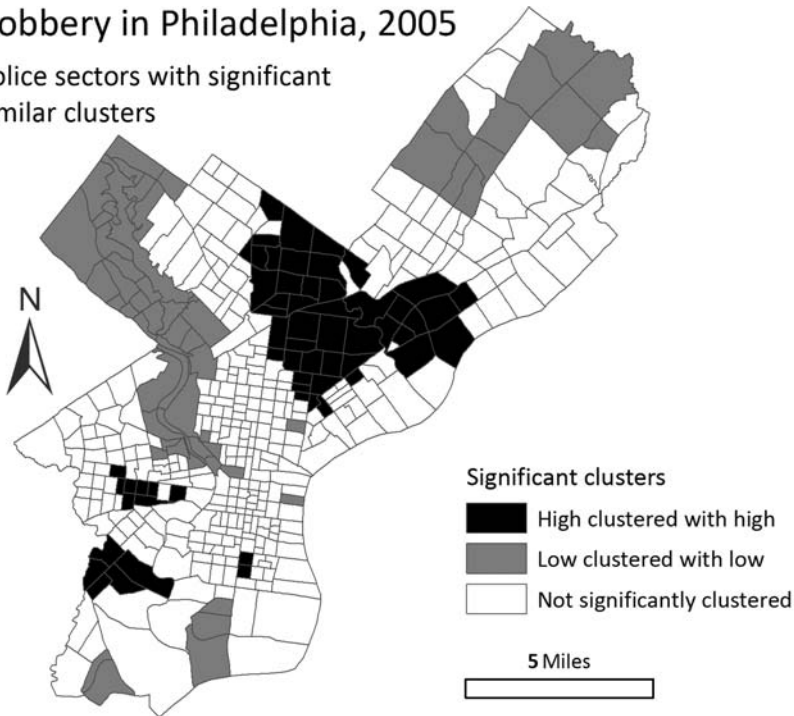 obbery in Philadelphia, 2005
olice sectors with significant
milar clusters
N
Significant clusters
High clustered with high
Low clustered with low
Not significantly clustered
5 Miles